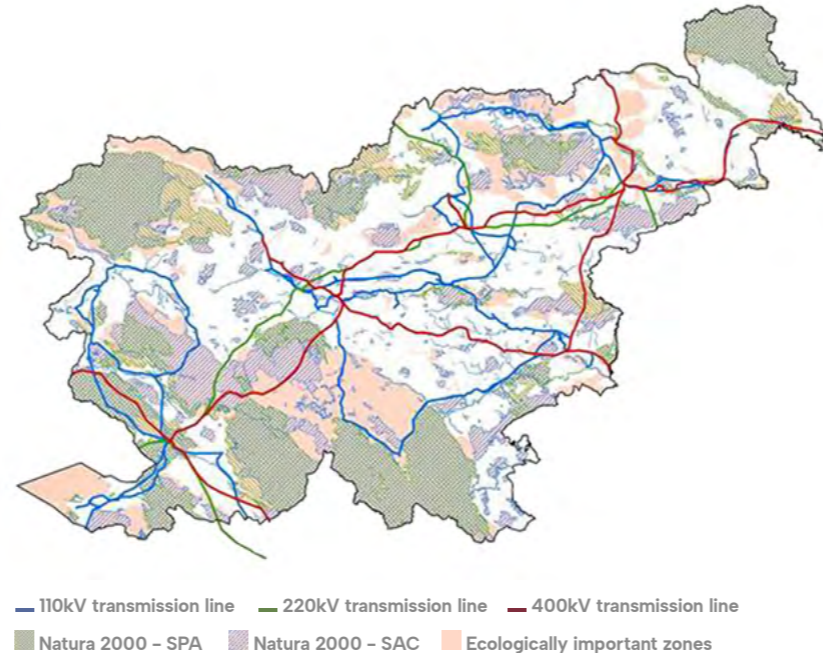 110kV transmission line 220kV transmission line 400kV transmission line
Natura 2000 - SPA Natura 2000 - SAC Ecologically important zones